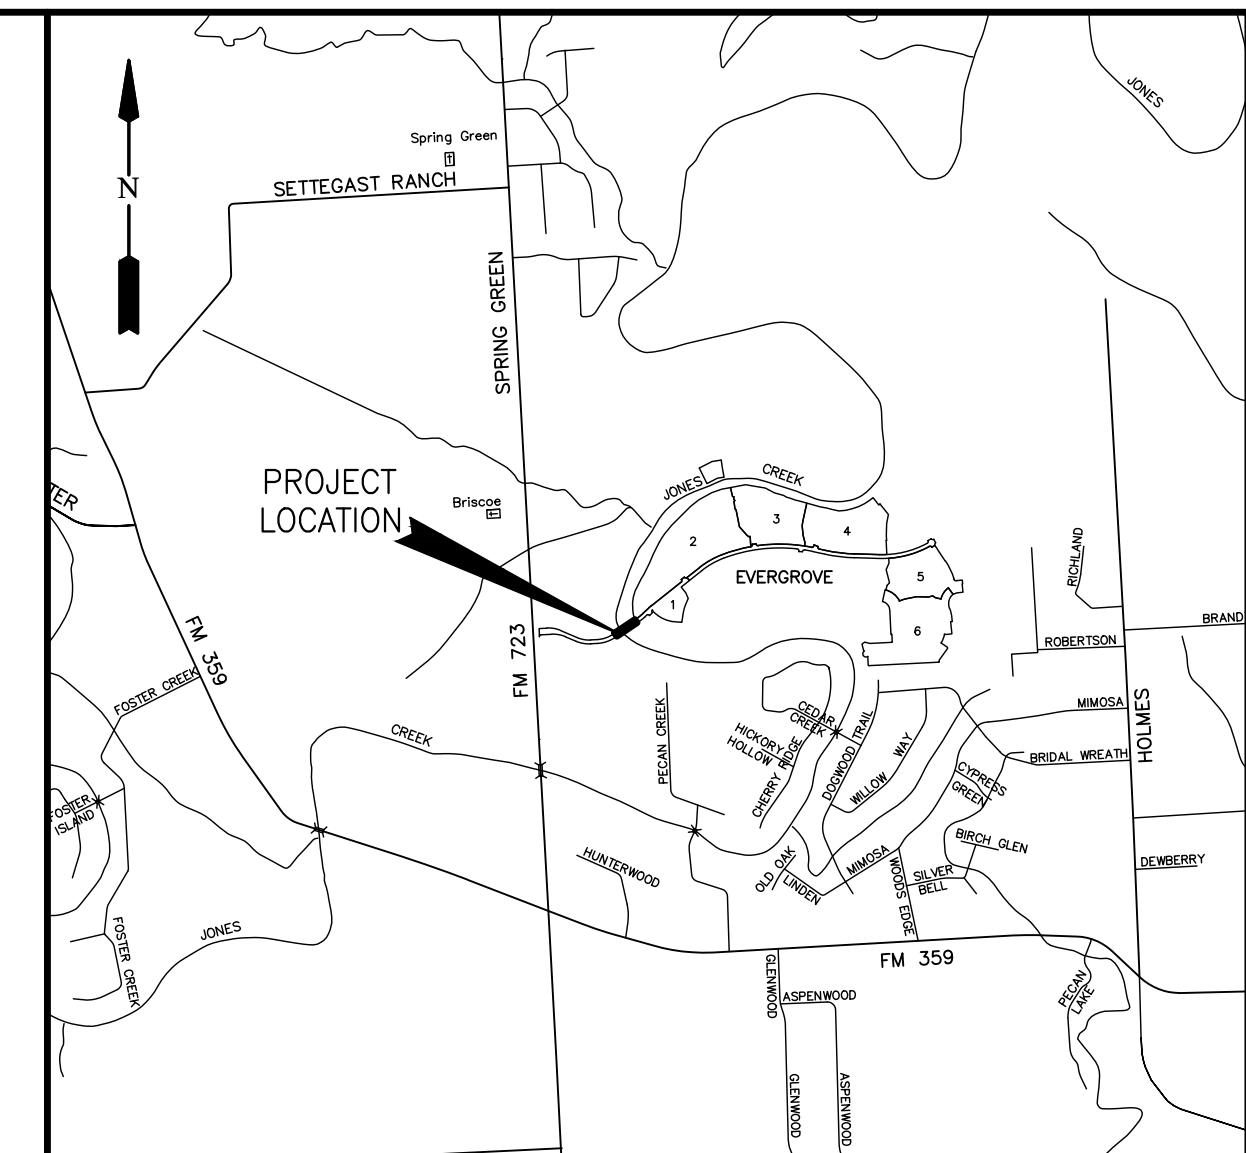 JONES
Spring Green
N
SETTEGAST RANCH
SPRING GREEN
PROJECT
LOCATION
Briscoe
JONES
CREEK
2
3
4
1
5
6
EVERGROVE
TER
RICHLAND
BRAND
ROBERTSON
FM 359
FM 723
FOSTER CREEK
MIMOSA
HOLMES
CREEK
PECAN CREEK
CEDAR
CREEK
HICKORY
HOLLOW
CHERRY RIDGE
DOGWOOD TRAIL
WILLOW WAY
BRIDAL WREATH
CYPRESS
GREEN
FOSTER
ISLAND
BIRCH GLEN
HUNTERWOOD
OLD OAK
LINDEN
MIMOSA
WOODS EDGE
SILVER
BELL
DEWBERRY
JONES
FOSTER CREEK
FM 359
GLENWOOD
ASPENWOOD
PECAN
LAKE
GLENWOOD
ASPENWOOD